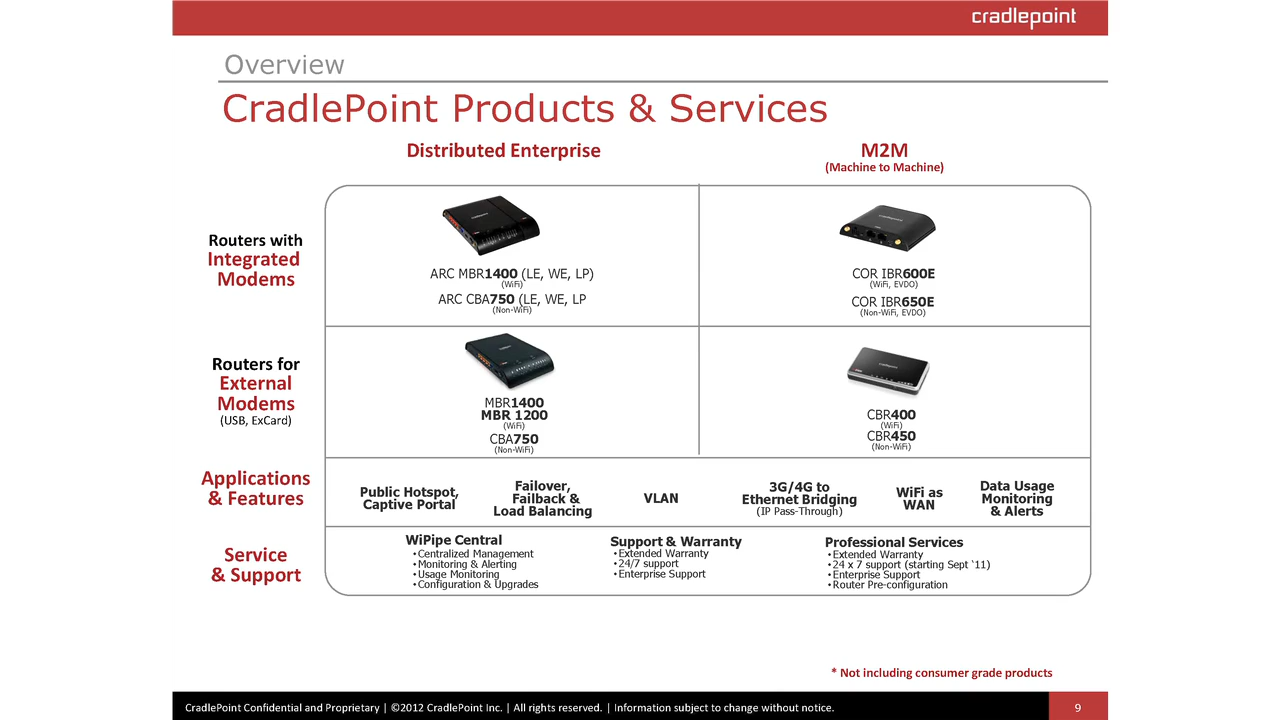 cradlepoint
Overview
CradlePoint Products & Services
Distributed Enterprise
M2M
(Machine to Machine)
Routers with
Integrated
Modems
ARC MBR1400 (LE, WE, LP)
(WiFi)
ARC CBA750 (LE, WE, LP
(Non-WiFi)
COR IBR600E
(WiFi, EVDO)
COR IBR650E
(Non-WiFi, EVDO)
Routers for
External
Modems
(USB, ExCard)
MBR1400
MBR 1200
(WiFi)
CBA750
(Non-WiFi)
CBR400
(WiFi)
CBR450
(Non-WiFi)
Applications
& Features
Public Hotspot,
Captive Portal
Failover,
Failback &
Load Balancing
VLAN
3G/4G to
Ethernet Bridging
(IP Pass-Through)
WiFi as
WAN
Data Usage
Monitoring
& Alerts
Service
& Support
WiPipe Central
•Centralized Management
•Monitoring & Alerting
•Usage Monitoring
•Configuration & Upgrades
Support & Warranty
•Extended Warranty
•24/7 support
•Enterprise Support
Professional Services
•Extended Warranty
•24 x 7 support (starting Sept ‘11)
•Enterprise Support
•Router Pre-configuration
* Not including consumer grade products
CradlePoint Confidential and Proprietary | ©2012 CradlePoint Inc. | All rights reserved. | Information subject to change without notice.
9